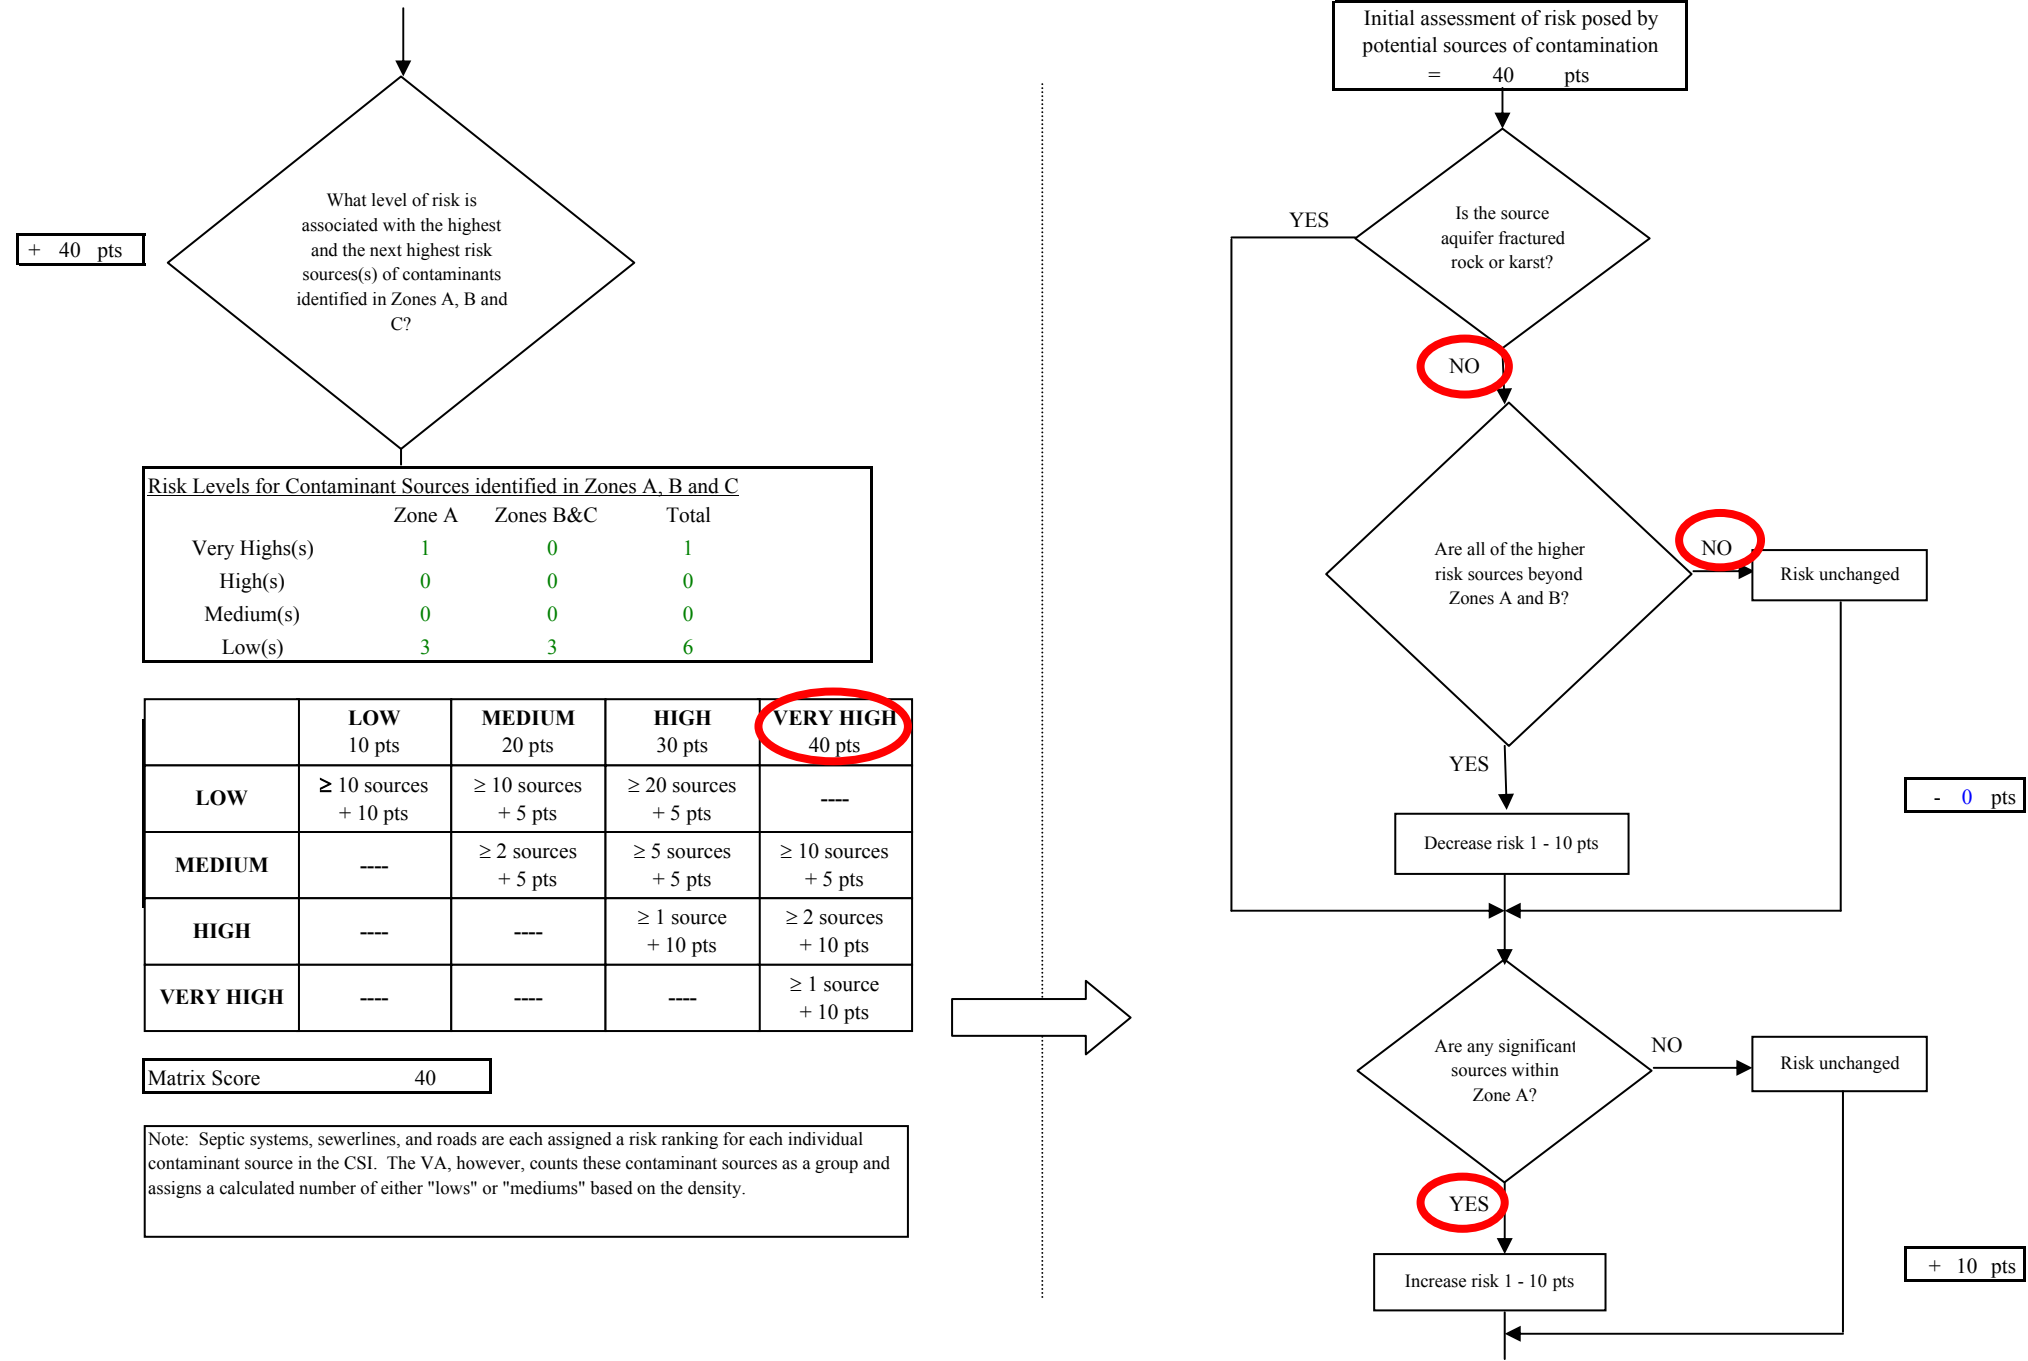 What level of risk is
associated with the highest
and the next highest risk
sources(s) of contaminants
identified in Zones A, B and
C?
+ 40 pts
Risk Levels for Contaminant Sources identified in Zones A, B and C
Zone A Zones B&C Total
Very Highs(s) 1 0 1
High(s) 0 0 0
Medium(s) 0 0 0
Low(s) 3 3 6
LOW MEDIUM HIGH VERY HIGH
10 pts 20 pts 30 pts 40 pts
LOW ≥ 10 sources ≥ 10 sources ≥ 20 sources ----
+ 10 pts + 5 pts + 5 pts
MEDIUM ---- ≥ 2 sources ≥ 5 sources ≥ 10 sources
+ 5 pts + 5 pts + 5 pts
HIGH ---- ---- ≥ 1 source ≥ 2 sources
+ 10 pts + 10 pts
VERY HIGH ---- ---- ---- ≥ 1 source
+ 10 pts
Matrix Score 40
Note: Septic systems, sewerlines, and roads are each assigned a risk ranking for each individual
contaminant source in the CSI. The VA, however, counts these contaminant sources as a group and
assigns a calculated number of either "lows" or "mediums" based on the density.
Initial assessment of risk posed by
potential sources of contamination
= 40 pts
YES
Is the source
aquifer fractured
rock or karst?
NO
Are all of the higher
risk sources beyond
Zones A and B?
NO
Risk unchanged
YES
- 0 pts
Decrease risk 1 - 10 pts
Are any significant
sources within
Zone A?
NO
Risk unchanged
YES
+ 10 pts
Increase risk 1 - 10 pts